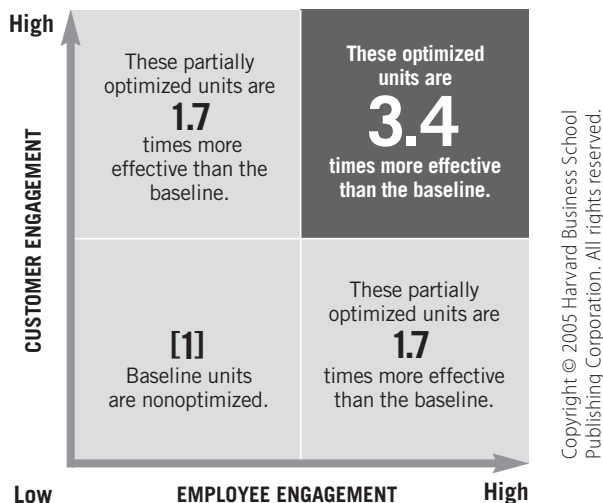 High
These partially
optimized units are
1.7
times more
effective than the
baseline.
These optimized
units are
3.4
times more effective
than the baseline.
CUSTOMER ENGAGEMENT
[1]
Baseline units
are nonoptimized.
These partially
optimized units are
1.7
times more effective
than the baseline.
Low
EMPLOYEE ENGAGEMENT
High
Copyright © 2005 Harvard Business School
Publishing Corporation. All rights reserved.